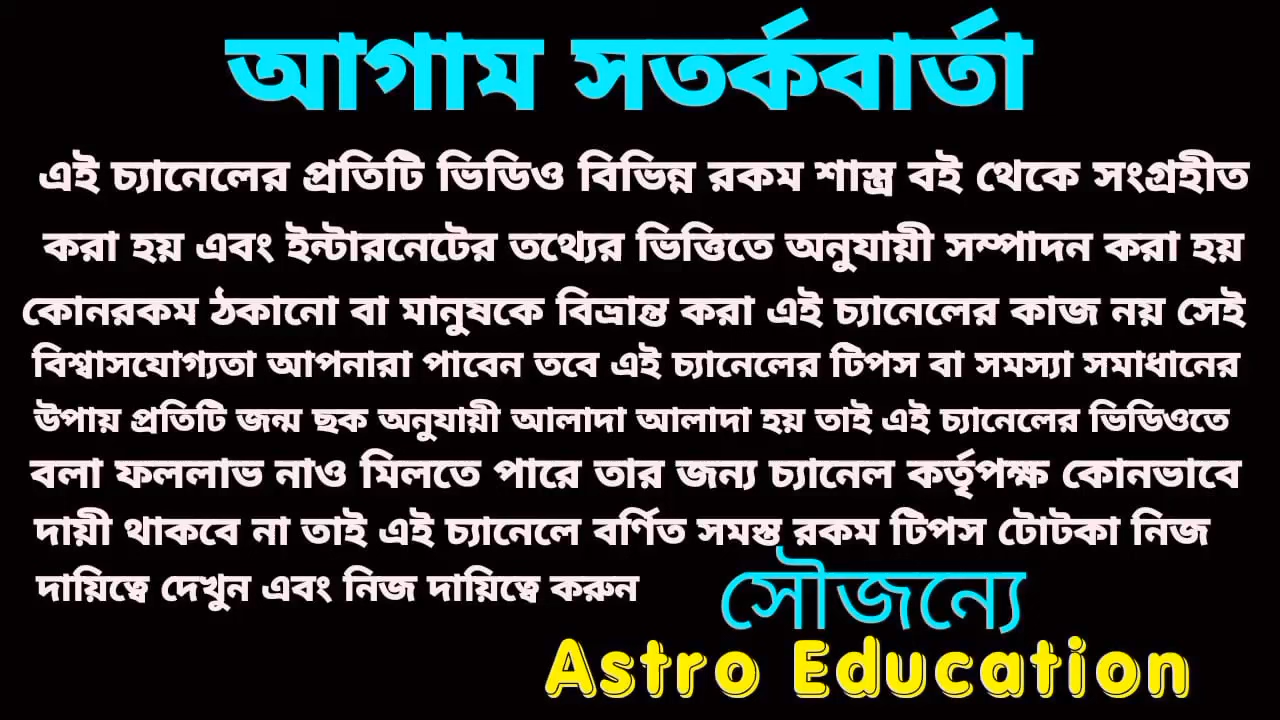 আগাম সতর্কবার্তা
এই চ্যানেলের প্রতিটি ভিডিও বিভিন্ন রকম শাস্ত্র বই থেকে সংগ্রহীত
করা হয় এবং ইন্টারনেটের তথ্যের ভিত্তিতে অনুযায়ী সম্পাদন করা হয়
কোনরকম ঠকানো বা মানুষকে বিভ্রান্ত করা এই চ্যানেলের কাজ নয় সেই
বিশ্বাসযোগ্যতা আপনারা পাবেন তবে এই চ্যানেলের টিপস বা সমস্যা সমাধানের
উপায় প্রতিটি জন্ম ছক অনুযায়ী আলাদা আলাদা হয় তাই এই চ্যানেলের ভিডিওতে
বলা ফললাভ নাও মিলতে পারে তার জন্য চ্যানেল কর্তৃপক্ষ কোনভাবে
দায়ী থাকবে না তাই এই চ্যানেলে বর্ণিত সমস্ত রকম টিপস টোটকা নিজ
দায়িত্বে দেখুন এবং নিজ দায়িত্বে করুন
সৌজন্যে
Astro Education